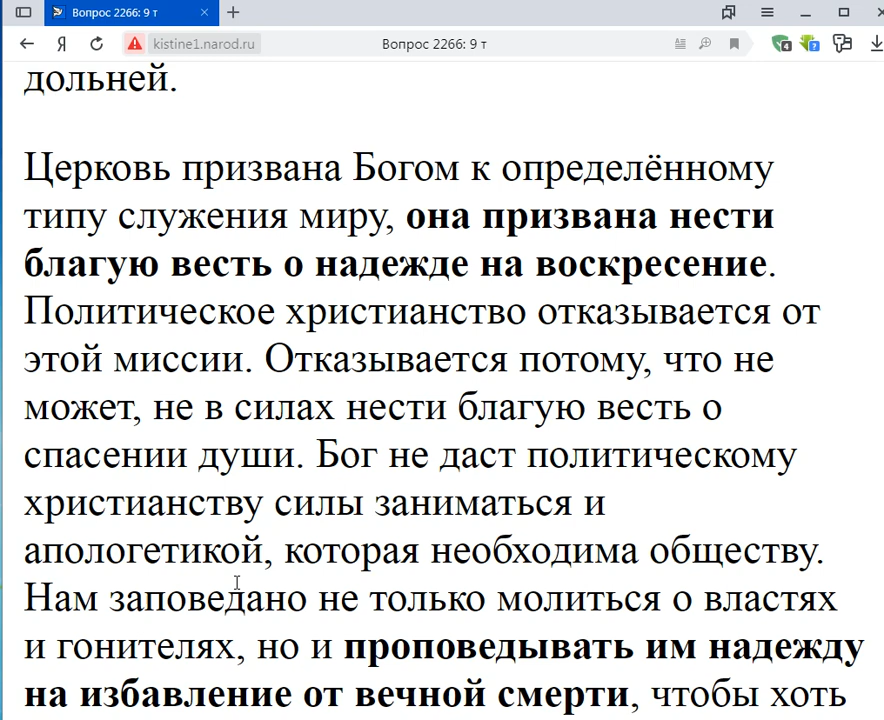 Вопрос 2266: 9 т
kistine1.narod.ru
Вопрос 2266: 9 т
дольней.
Церковь призвана Богом к определённому
типу служения миру, она призвана нести
благую весть о надежде на воскресение.
Политическое христианство отказывается от
этой миссии. Отказывается потому, что не
может, не в силах нести благую весть о
спасении души. Бог не даст политическому
христианству силы заниматься и
апологетикой, которая необходима обществу.
Нам заповедано не только молиться о властях
и гонителях, но и проповедывать им надежду
на избавление от вечной смерти, чтобы хоть